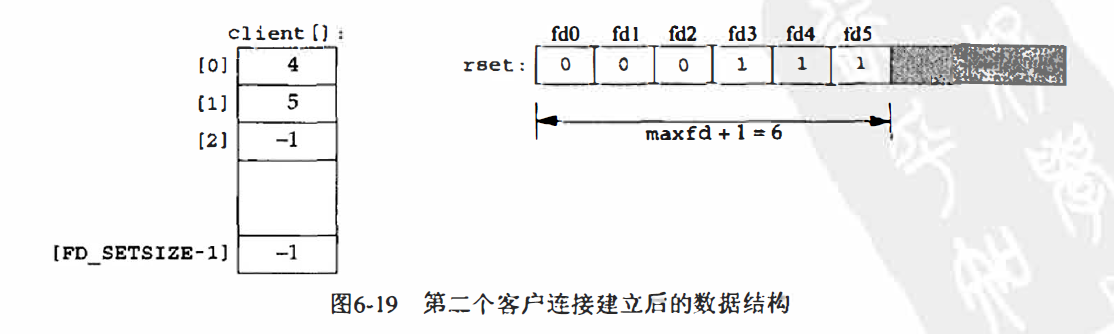 client[]:
[0] 4
[1] 5
[2] -1
[FD_SETSIZE-1] -1
fd0 fd1 fd2 fd3 fd4 fd5
rset: 0 0 0 1 1 1
maxfd + 1 = 6
图6-19 第二个客户连接建立后的数据结构